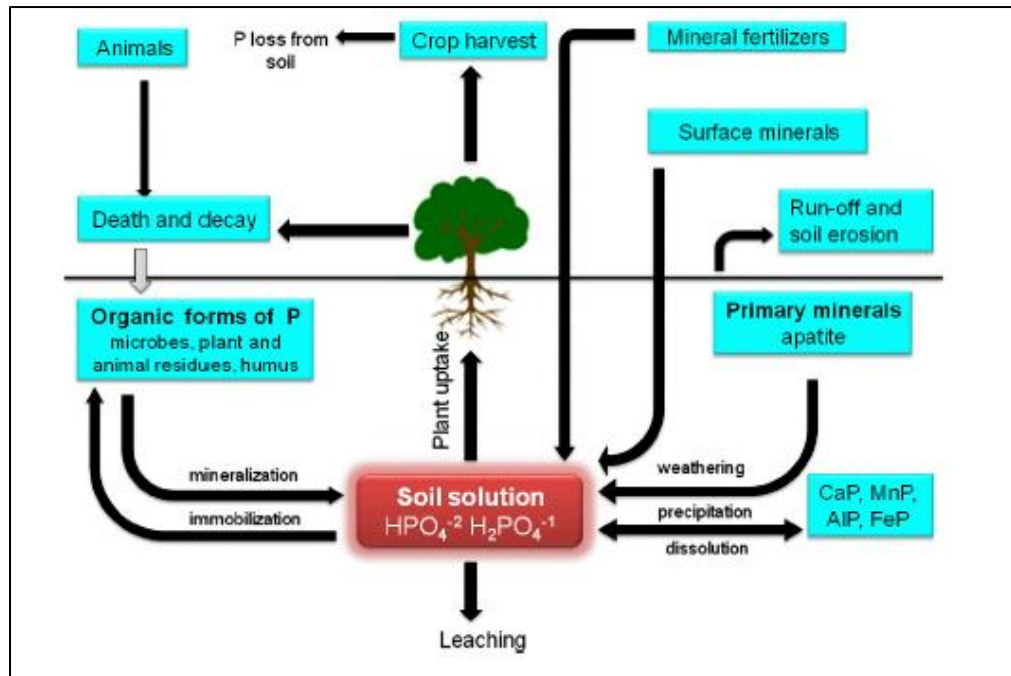 Animals
P loss from
soil
Crop harvest
Mineral fertilizers
Surface minerals
Death and decay
Run-off and
soil erosion
Organic forms of P
microbes, plant and
animal residues, humus
Primary minerals
apatite
Plant uptake
mineralization
immobilization
Soil solution
HPO₄⁻² H₂PO₄⁻¹
weathering
precipitation
dissolution
CaP, MnP,
AlP, FeP
Leaching